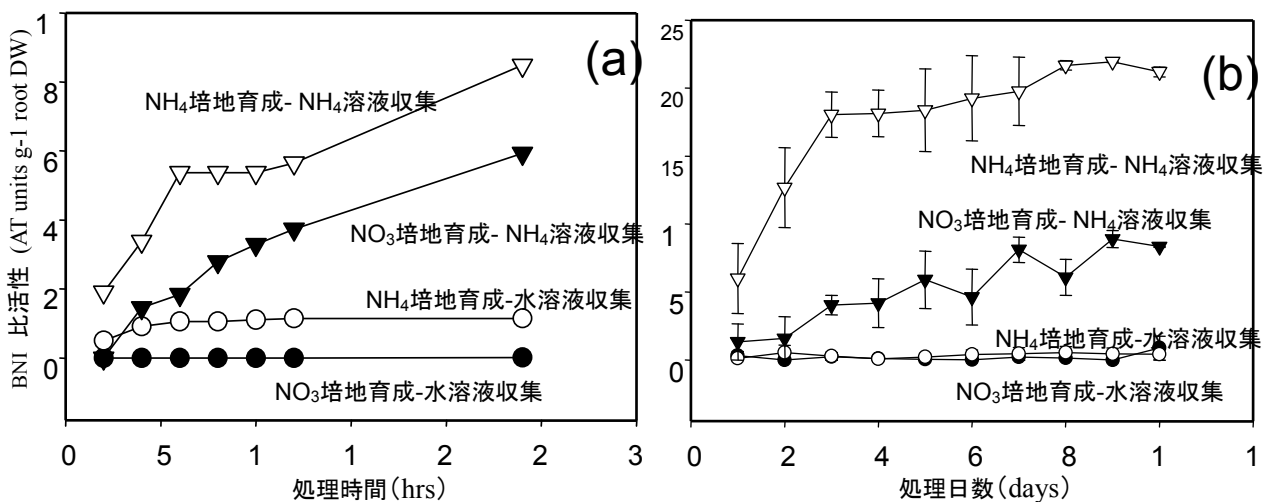 BNI 比活性 (AT units g-1 root DW)
1
8
6
4
2
0
(a)
NH₄培地育成- NH₄溶液収集
NO₃培地育成- NH₄溶液収集
NH₄培地育成-水溶液収集
NO₃培地育成-水溶液収集
0 5 1 1 2 2 3
処理時間(hrs)
25
20
15
1
5
0
(b)
NH₄培地育成- NH₄溶液収集
NO₃培地育成- NH₄溶液収集
NH₄培地育成-水溶液収集
NO₃培地育成-水溶液収集
0 2 4 6 8 1 1
処理日数(days)